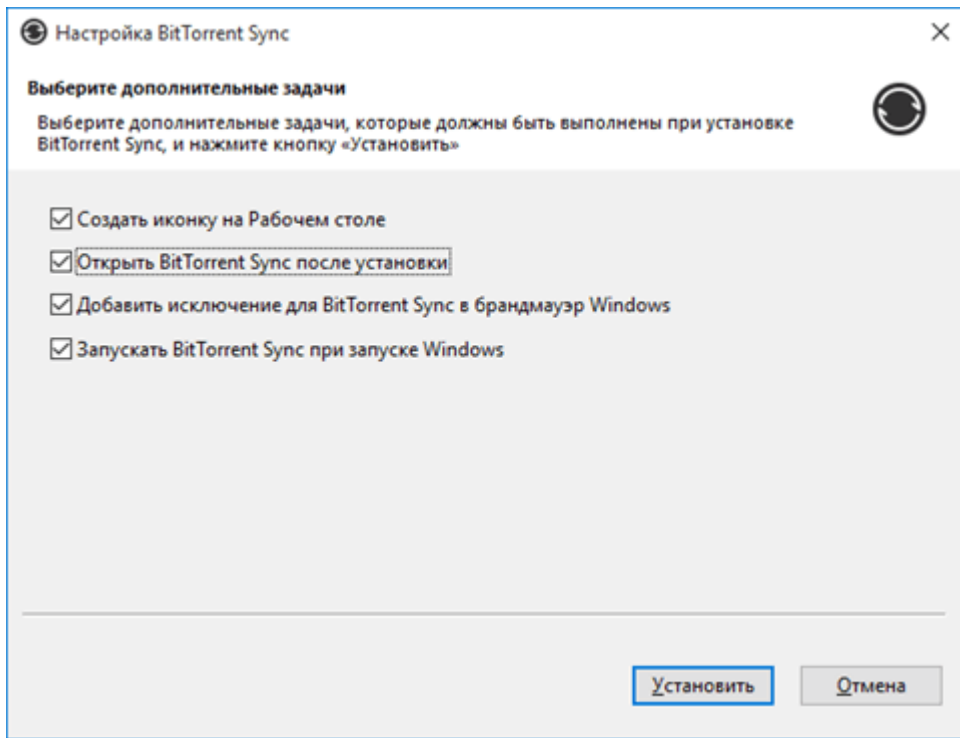 Настройка BitTorrent Sync
Выберите дополнительные задачи
Выберите дополнительные задачи, которые должны быть выполнены при установке
BitTorrent Sync, и нажмите кнопку «Установить»
Создать иконку на Рабочем столе
Открыть BitTorrent Sync после установки
Добавить исключение для BitTorrent Sync в брандмауэр Windows
Запускать BitTorrent Sync при запуске Windows
Установить
Отмена